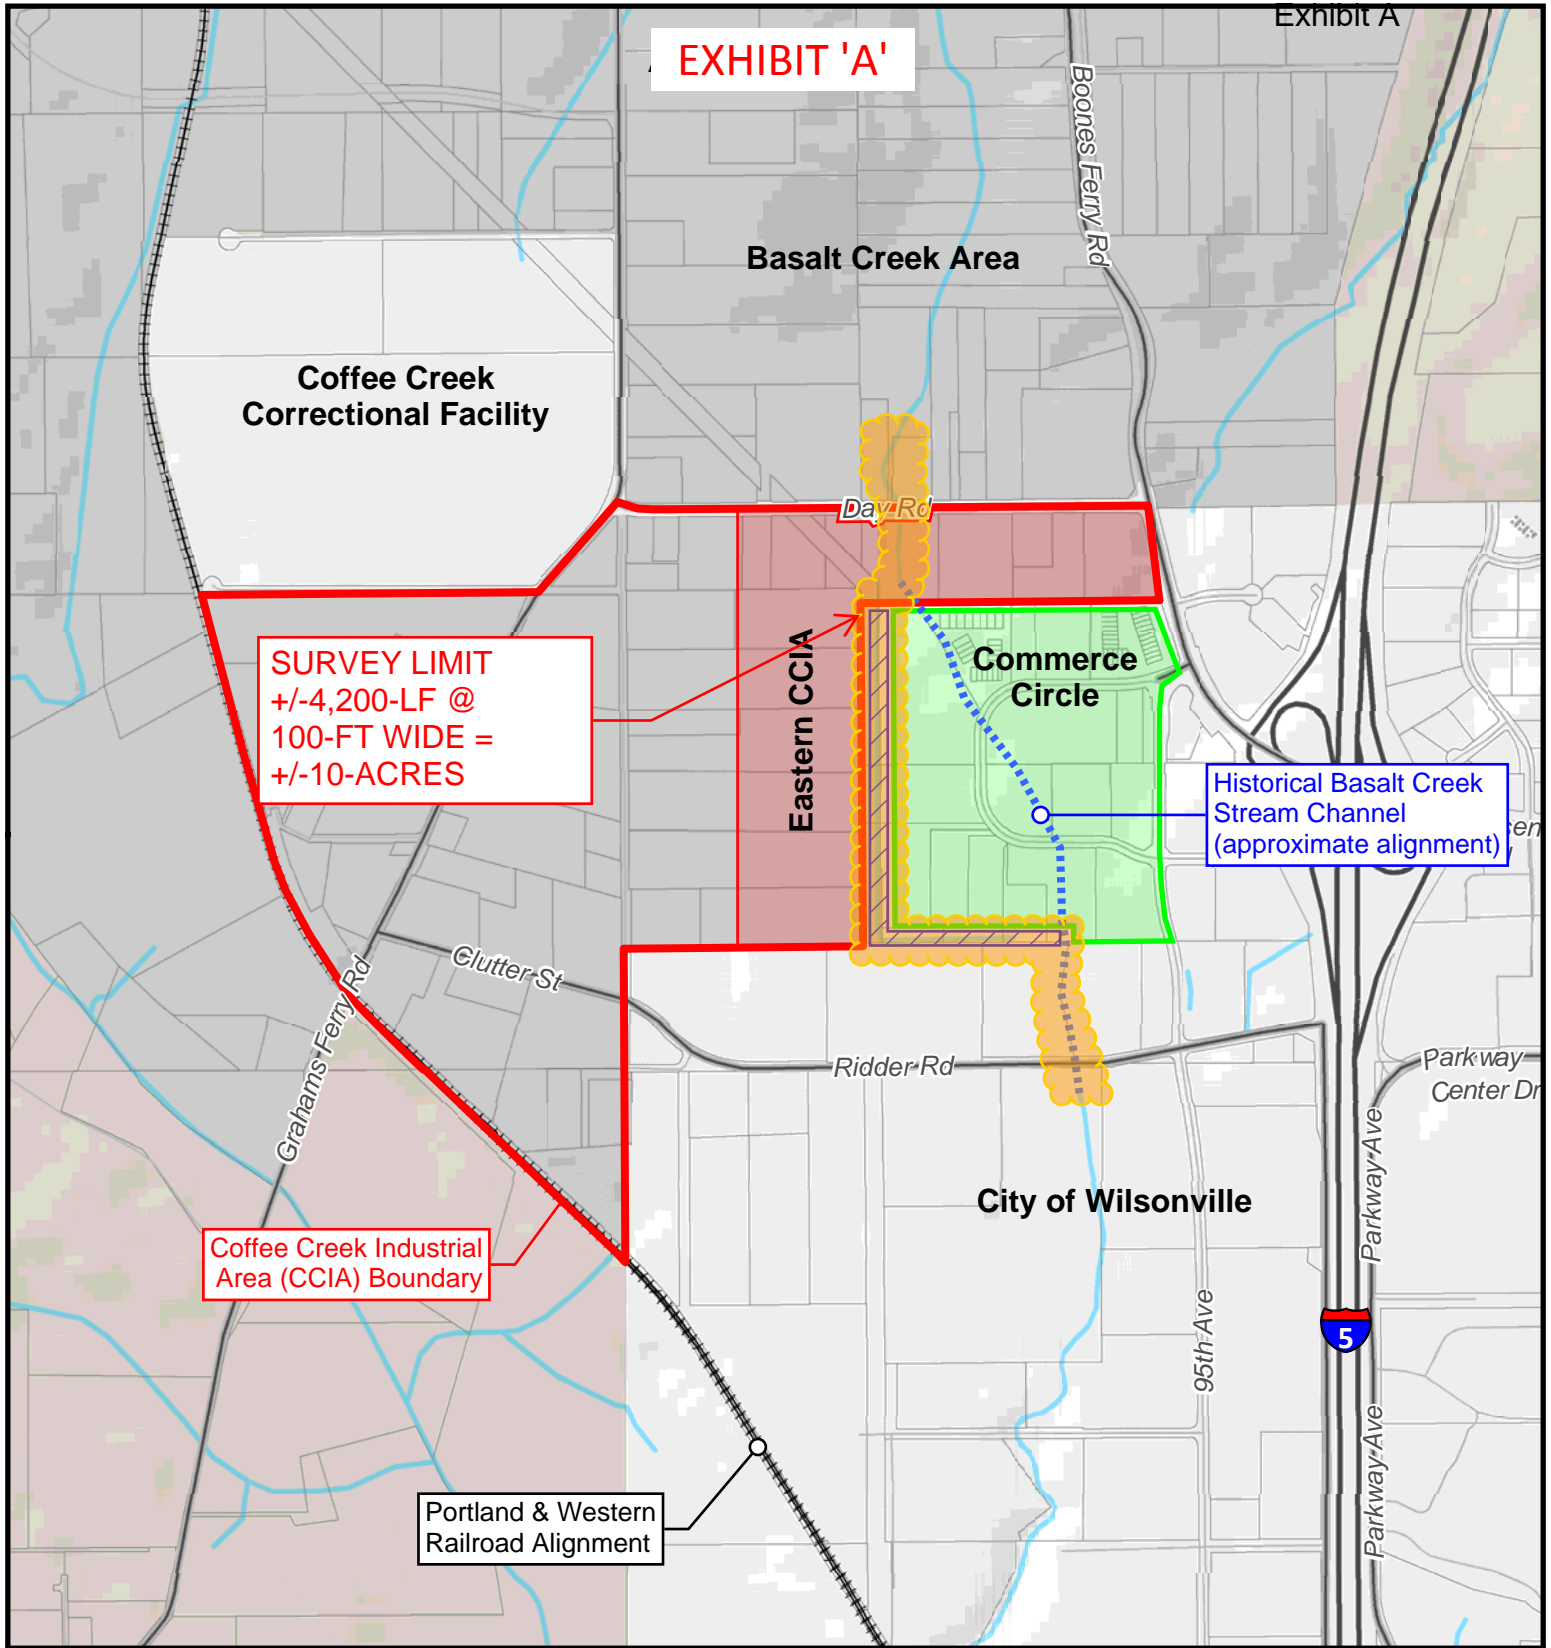 Exhibit A
EXHIBIT 'A'
Boones Ferry Rd
Basalt Creek Area
Coffee Creek
Correctional Facility
Day Rd
SURVEY LIMIT
+/-4,200-LF @
100-FT WIDE =
+/-10-ACRES
Eastern CCIA
Commerce
Circle
Historical Basalt Creek
Stream Channel
(approximate alignment)
Clutter St
Grahams Ferry Rd
Ridder Rd
Parkway
Center Dr
Parkway Ave
City of Wilsonville
Coffee Creek Industrial
Area (CCIA) Boundary
95th Ave
5
Parkway Ave
Portland & Western
Railroad Alignment